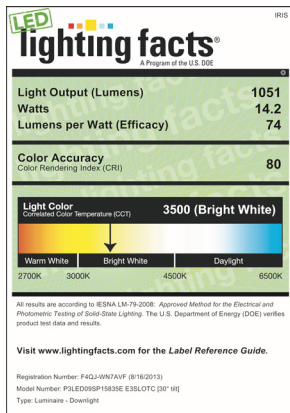 IRIS
LED
lighting facts®
A Program of the U.S. DOE
Light Output (Lumens) 1051
Watts 14.2
Lumens per Watt (Efficacy) 74
Color Accuracy
Color Rendering Index (CRI) 80
Light Color
Correlated Color Temperature (CCT) 3500 (Bright White)
Warm White Bright White Daylight
2700K 3000K 4500K 6500K
All results are according to IESNA LM-79-2008: Approved Method for the Electrical and
Photometric Testing of Solid-State Lighting. The U.S. Department of Energy (DOE) verifies
product test data and results.
Visit www.lightingfacts.com for the Label Reference Guide.
Registration Number: F4QJ-WN7AVF (8/16/2013)
Model Number: P3LED09SP15835E E3SLOTC [30° tilt]
Type: Luminaire - Downlight